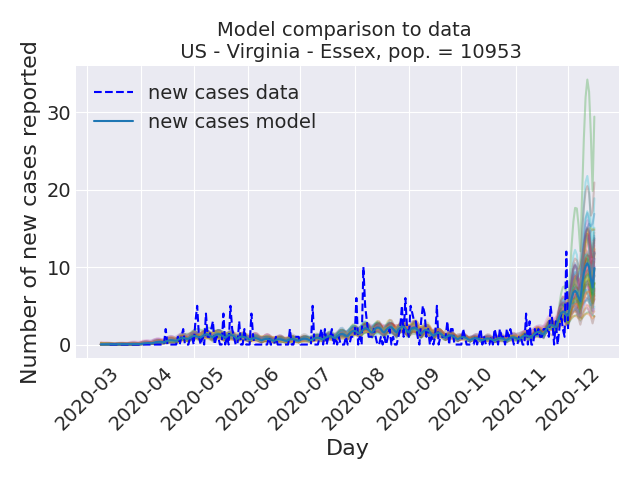 Model comparison to data
US - Virginia - Essex, pop. = 10953
Number of new cases reported
30
20
10
0
new cases data
new cases model
2020-03
2020-04
2020-05
2020-06
2020-07
2020-08
2020-09
2020-10
2020-11
2020-12
Day